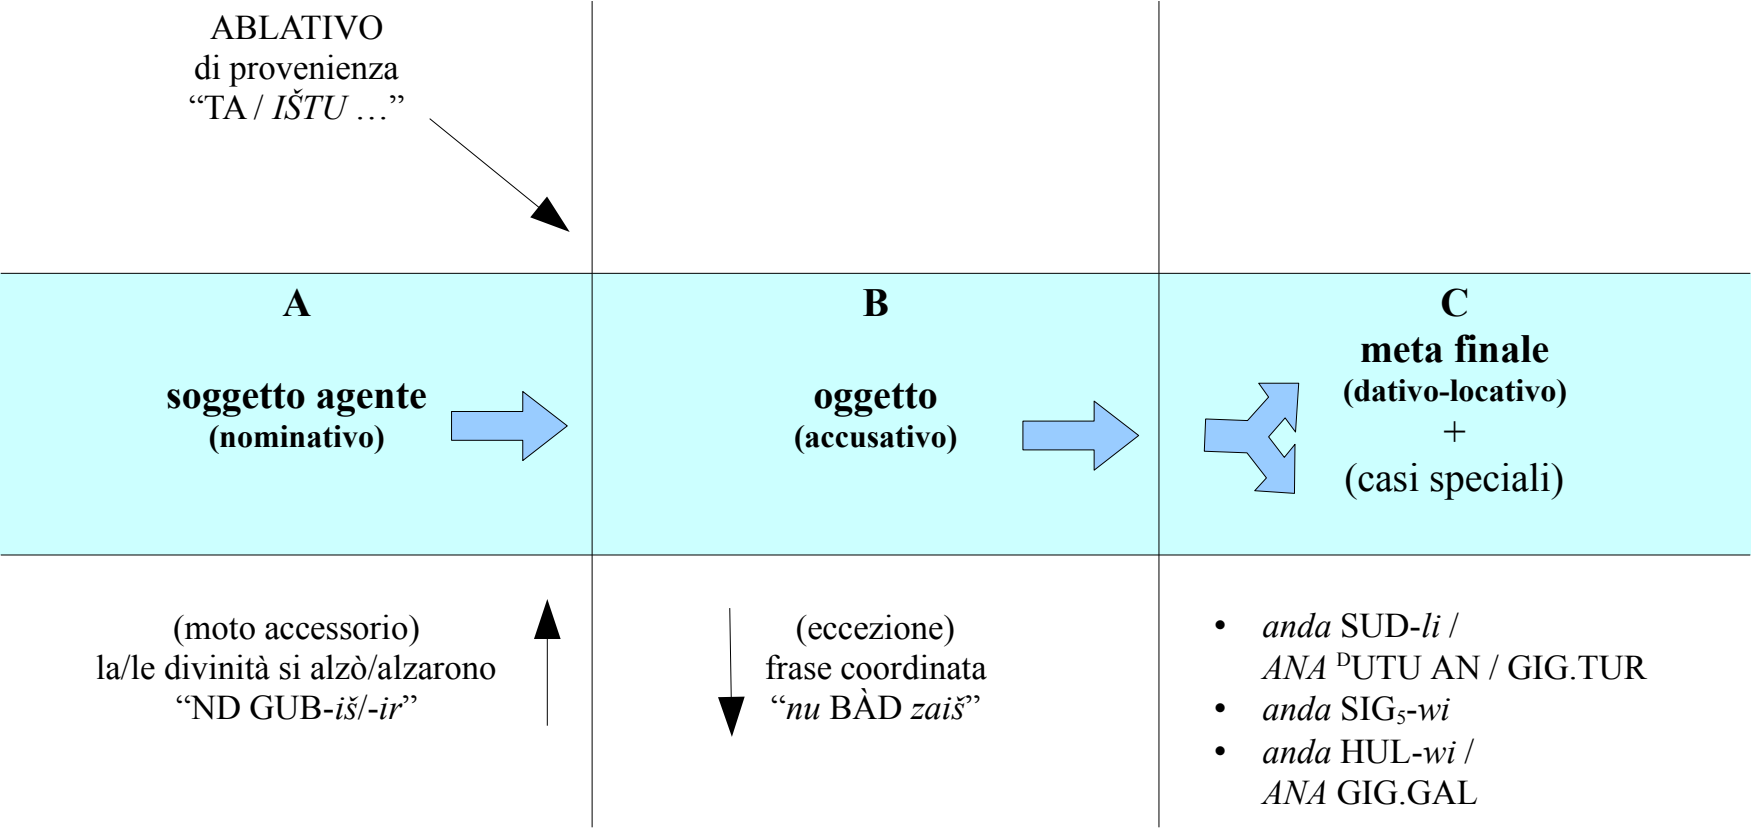 ABLATIVO
di provenienza
“TA / IŠTU …”
A
soggetto agente
(nominativo)
B
oggetto
(accusativo)
C
meta finale
(dativo-locativo)
+
(casi speciali)
(moto accessorio)
la/le divinità si alzò/alzarono
“ND GUB-iš/-ir”
(eccezione)
frase coordinata
“nu BÀD zaiš”
• anda SUD-li /
ANA ᴰUTU AN / GIG.TUR
• anda SIG₅-wi
• anda HUL-wi /
ANA GIG.GAL